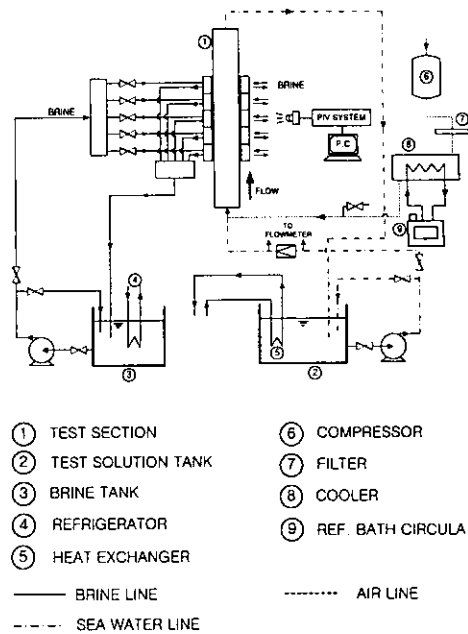 ①
⑥
BRINE
BRINE
PIV SYSTEM
P.C
⑦
⑧
FLOW
TO
FLOWMETER
⑨
④
⑤
③
②
① TEST SECTION
② TEST SOLUTION TANK
③ BRINE TANK
④ REFRIGERATOR
⑤ HEAT EXCHANGER
⑥ COMPRESSOR
⑦ FILTER
⑧ COOLER
⑨ REF. BATH CIRCULA
BRINE LINE
AIR LINE
SEA WATER LINE